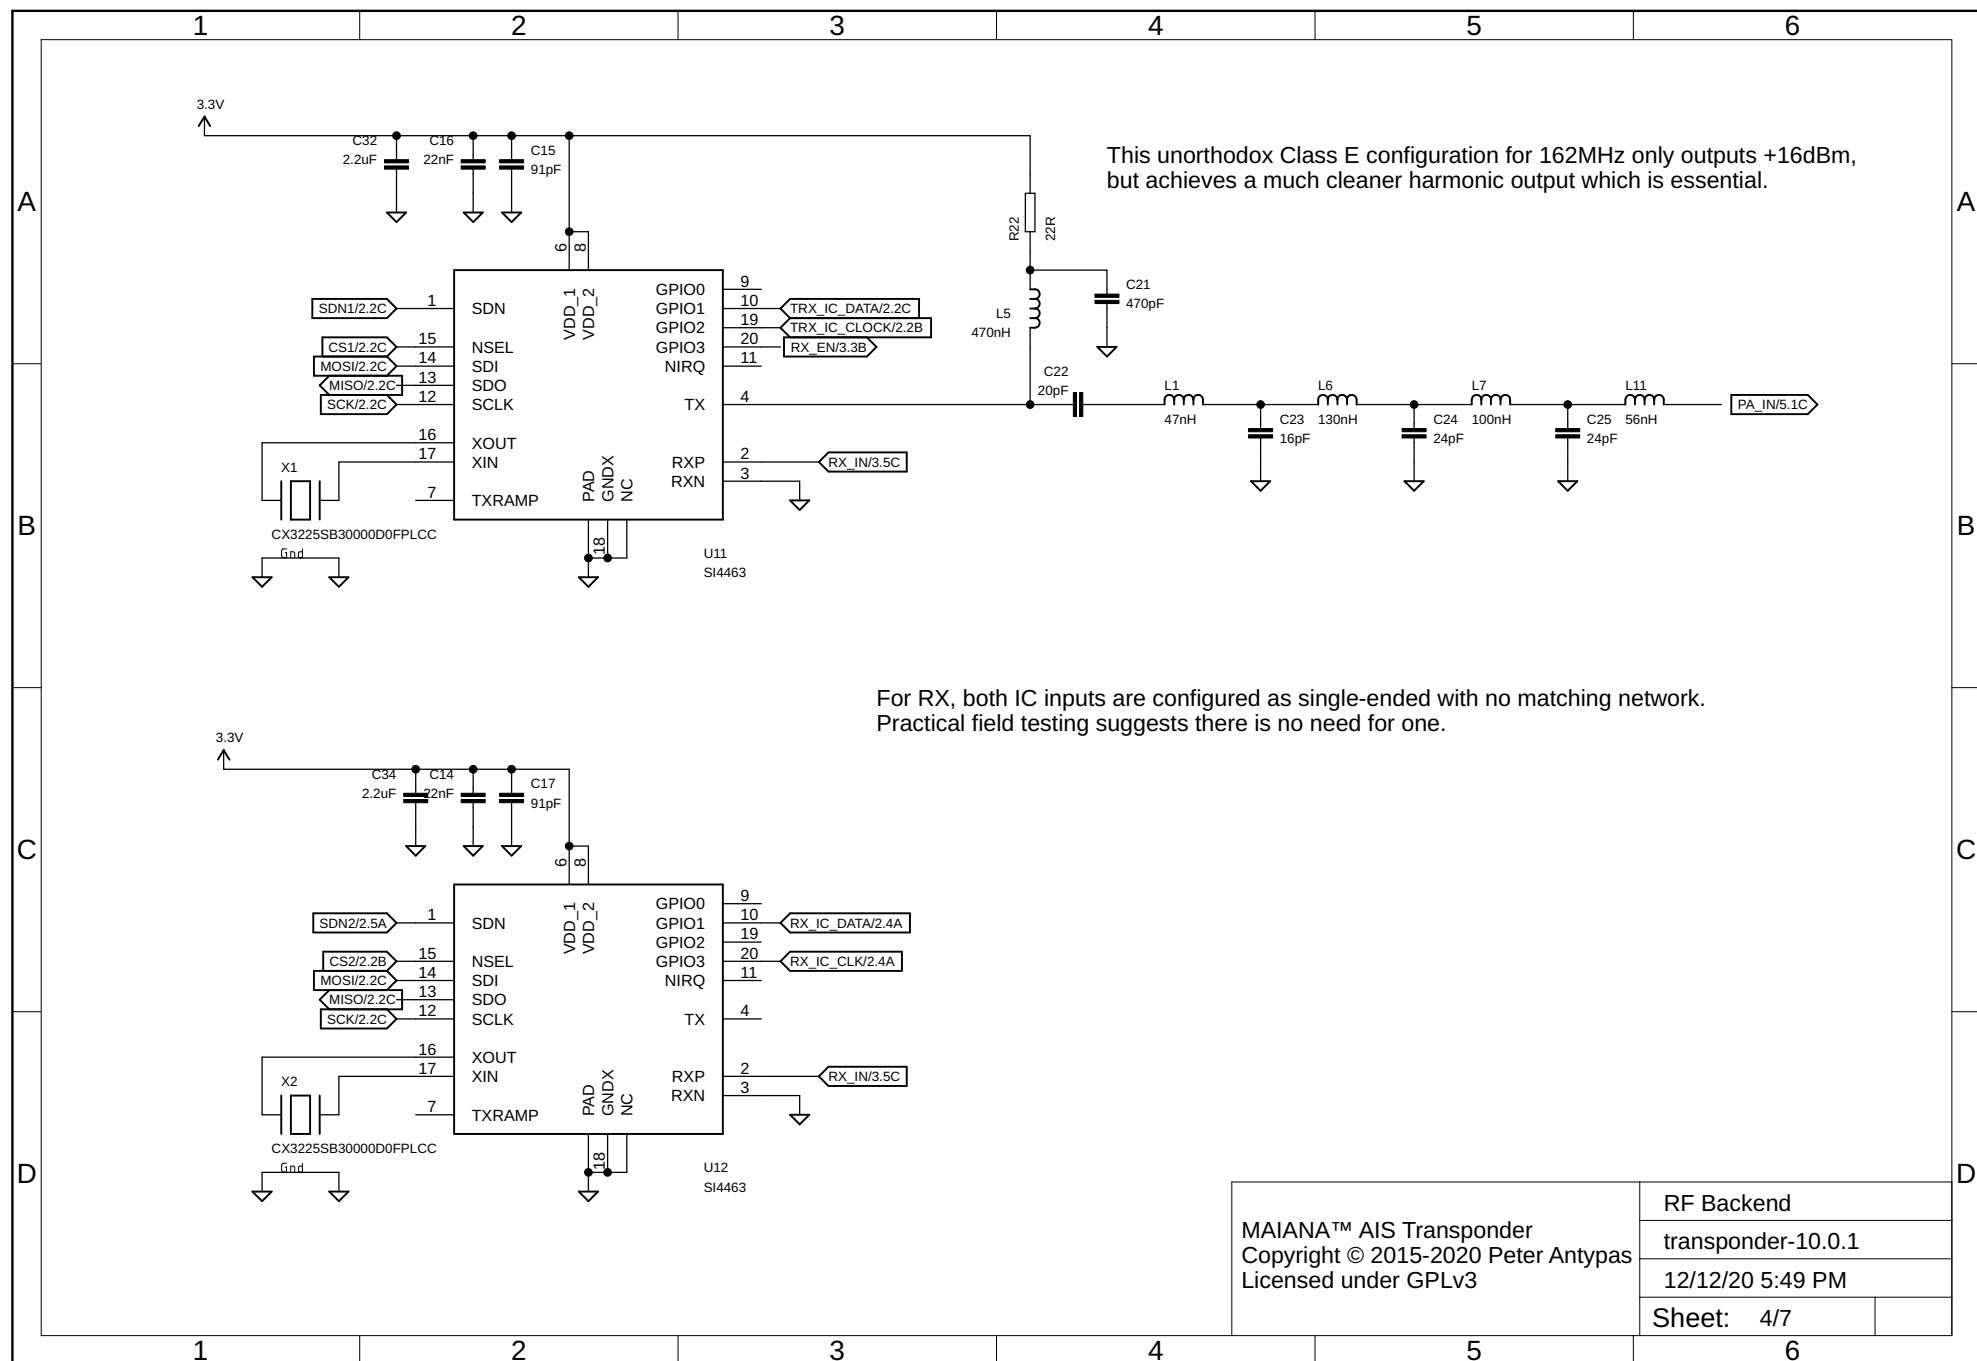 1 2 3 4 5 6
A A
B B
C C
D D
3.3V
C32
2.2uF
C16
22nF
C15
91pF
This unorthodox Class E configuration for 162MHz only outputs +16dBm,
but achieves a much cleaner harmonic output which is essential.
R22
22R
C21
470pF
L5
470nH
6 8
SDN1/2.2C 1 SDN
VDD_1
VDD_2
GPIO0 9
GPIO1 10 TRX_IC_DATA/2.2C
GPIO2 19 TRX_IC_CLOCK/2.2B
CS1/2.2C 15 NSEL
GPIO3 20 RX_EN/3.3B
MOSI/2.2C 14 SDI
NIRQ 11
MISO/2.2C 13 SDO
SCK/2.2C 12 SCLK
TX 4
C22
20pF
L1
47nH
C23
16pF
L6
130nH
C24
24pF
L7
100nH
C25
24pF
L11
56nH
PA_IN/5.1C
16 XOUT
17 XIN
RXP 2 RX_IN/3.5C
RXN 3
X1
7 TXRAMP
PAD
GNDX
NC
CX3225SB30000D0FPLCC
Gnd
18
U11
SI4463
For RX, both IC inputs are configured as single-ended with no matching network.
Practical field testing suggests there is no need for one.
3.3V
C34
2.2uF
C14
22nF
C17
91pF
6 8
SDN2/2.5A 1 SDN
VDD_1
VDD_2
GPIO0 9
GPIO1 10 RX_IC_DATA/2.4A
GPIO2 19
CS2/2.2B 15 NSEL
GPIO3 20 RX_IC_CLK/2.4A
MOSI/2.2C 14 SDI
NIRQ 11
MISO/2.2C 13 SDO
SCK/2.2C 12 SCLK
TX 4
16 XOUT
17 XIN
RXP 2 RX_IN/3.5C
RXN 3
X2
7 TXRAMP
PAD
GNDX
NC
CX3225SB30000D0FPLCC
Gnd
18
U12
SI4463
MAIANA™ AIS Transponder
Copyright © 2015-2020 Peter Antypas
Licensed under GPLv3
RF Backend
transponder-10.0.1
12/12/20 5:49 PM
Sheet: 4/7
1 2 3 4 5 6